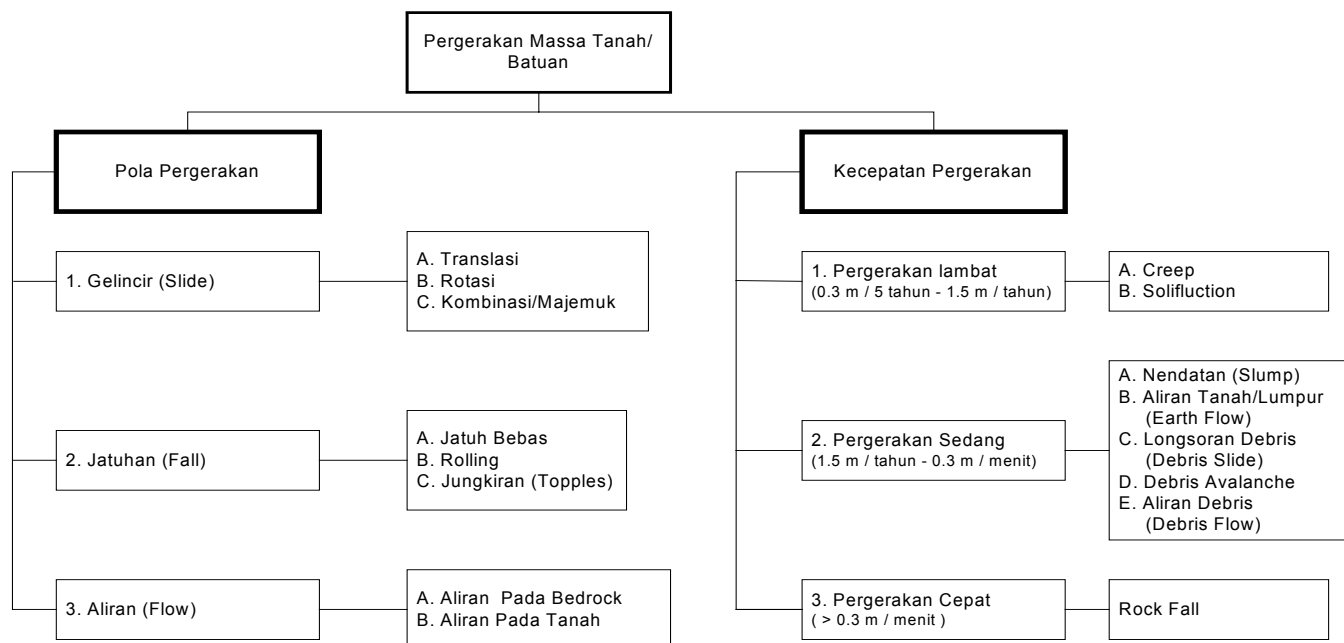 Pergerakan Massa Tanah/
Batuan
Pola Pergerakan
1. Gelincir (Slide)
A. Translasi
B. Rotasi
C. Kombinasi/Majemuk
2. Jatuhan (Fall)
A. Jatuh Bebas
B. Rolling
C. Jungkiran (Topples)
3. Aliran (Flow)
A. Aliran Pada Bedrock
B. Aliran Pada Tanah
Kecepatan Pergerakan
1. Pergerakan lambat
(0.3 m / 5 tahun - 1.5 m / tahun)
A. Creep
B. Solifluction
2. Pergerakan Sedang
(1.5 m / tahun - 0.3 m / menit)
A. Nendatan (Slump)
B. Aliran Tanah/Lumpur
(Earth Flow)
C. Longsoran Debris
(Debris Slide)
D. Debris Avalanche
E. Aliran Debris
(Debris Flow)
3. Pergerakan Cepat
( > 0.3 m / menit )
Rock Fall